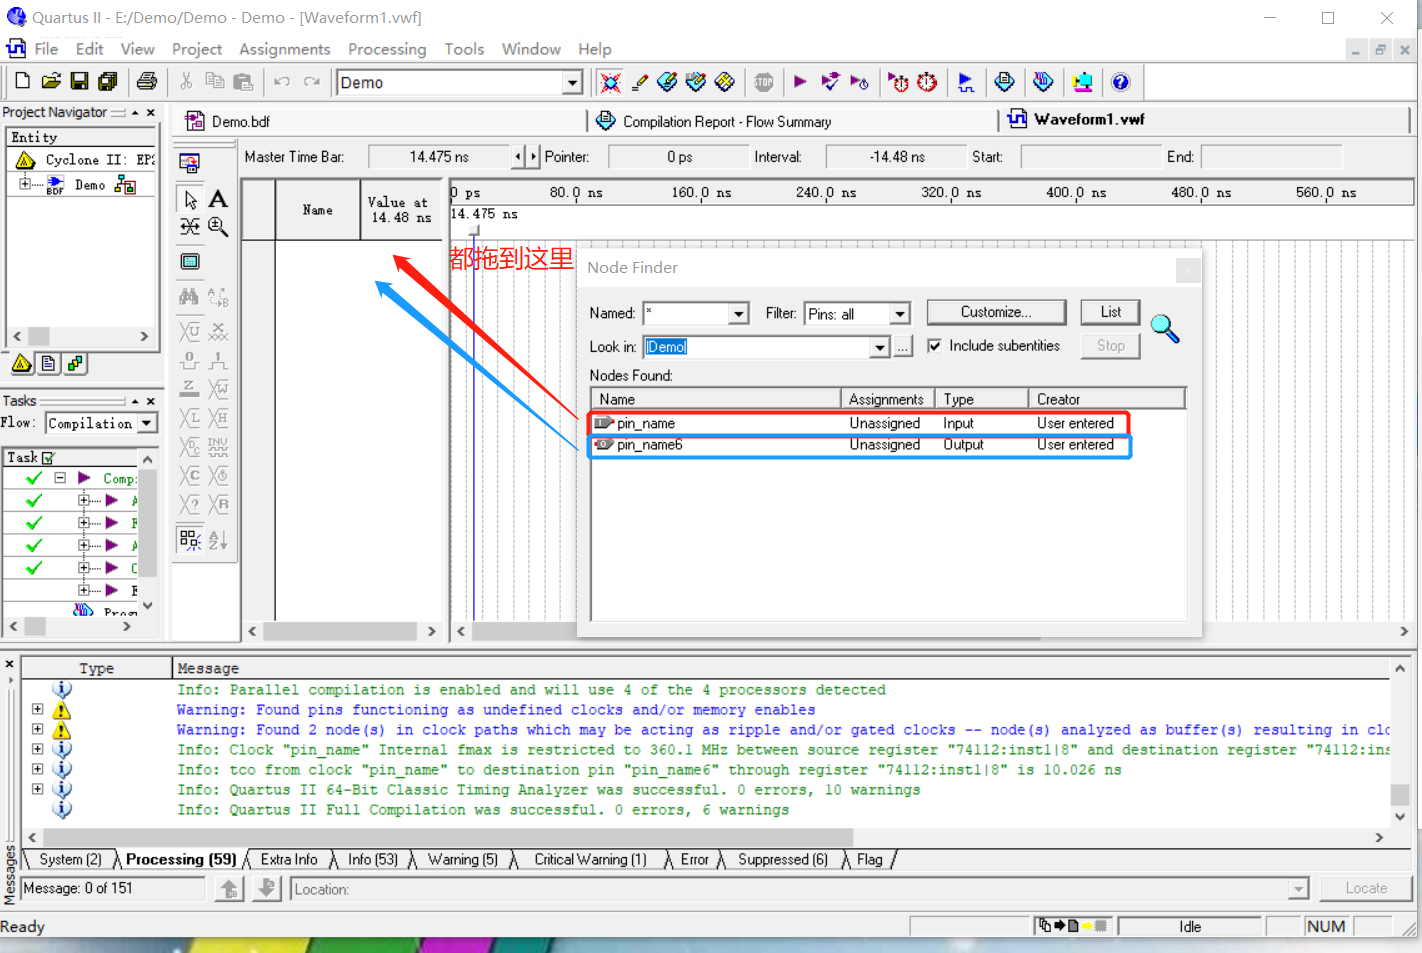 Quartus II - E:/Demo/Demo - Demo - [Waveform1.vwf]
File Edit View Project Assignments Processing Tools Window Help
Demo
STOP
Project Navigator
Demo.bdf
Compilation Report - Flow Summary
Waveform1.vwf
Entity
Cyclone II: EP2
BDF Demo
Master Time Bar: 14.475 ns Pointer: 0 ps Interval: -14.48 ns Start: End:
Name
Value at
14.48 ns
0 ps 80.0 ns 160.0 ns 240.0 ns 320.0 ns 400.0 ns 480.0 ns 560.0 ns
14.475 ns
都拖到这里
Node Finder
Named: * Filter: Pins: all Customize... List
Look in: |Demo| ... Include subentities Stop
Nodes Found:
Name Assignments Type Creator
pin_name Unassigned Input User entered
pin_name6 Unassigned Output User entered
Tasks
Flow: Compilation
Task
Comp:
Type Message
Info: Parallel compilation is enabled and will use 4 of the 4 processors detected
Warning: Found pins functioning as undefined clocks and/or memory enables
Warning: Found 2 node(s) in clock paths which may be acting as ripple and/or gated clocks -- node(s) analyzed as buffer(s) resulting in clo
Info: Clock "pin_name" Internal fmax is restricted to 360.1 MHz between source register "74112:inst1|8" and destination register "74112:ins
Info: tco from clock "pin_name" to destination pin "pin_name6" through register "74112:inst1|8" is 10.026 ns
Info: Quartus II 64-Bit Classic Timing Analyzer was successful. 0 errors, 10 warnings
Info: Quartus II Full Compilation was successful. 0 errors, 6 warnings
System (2) Processing (59) Extra Info Info (53) Warning (5) Critical Warning (1) Error Suppressed (6) Flag
Messages
Message: 0 of 151 Location: Locate
Ready Idle NUM